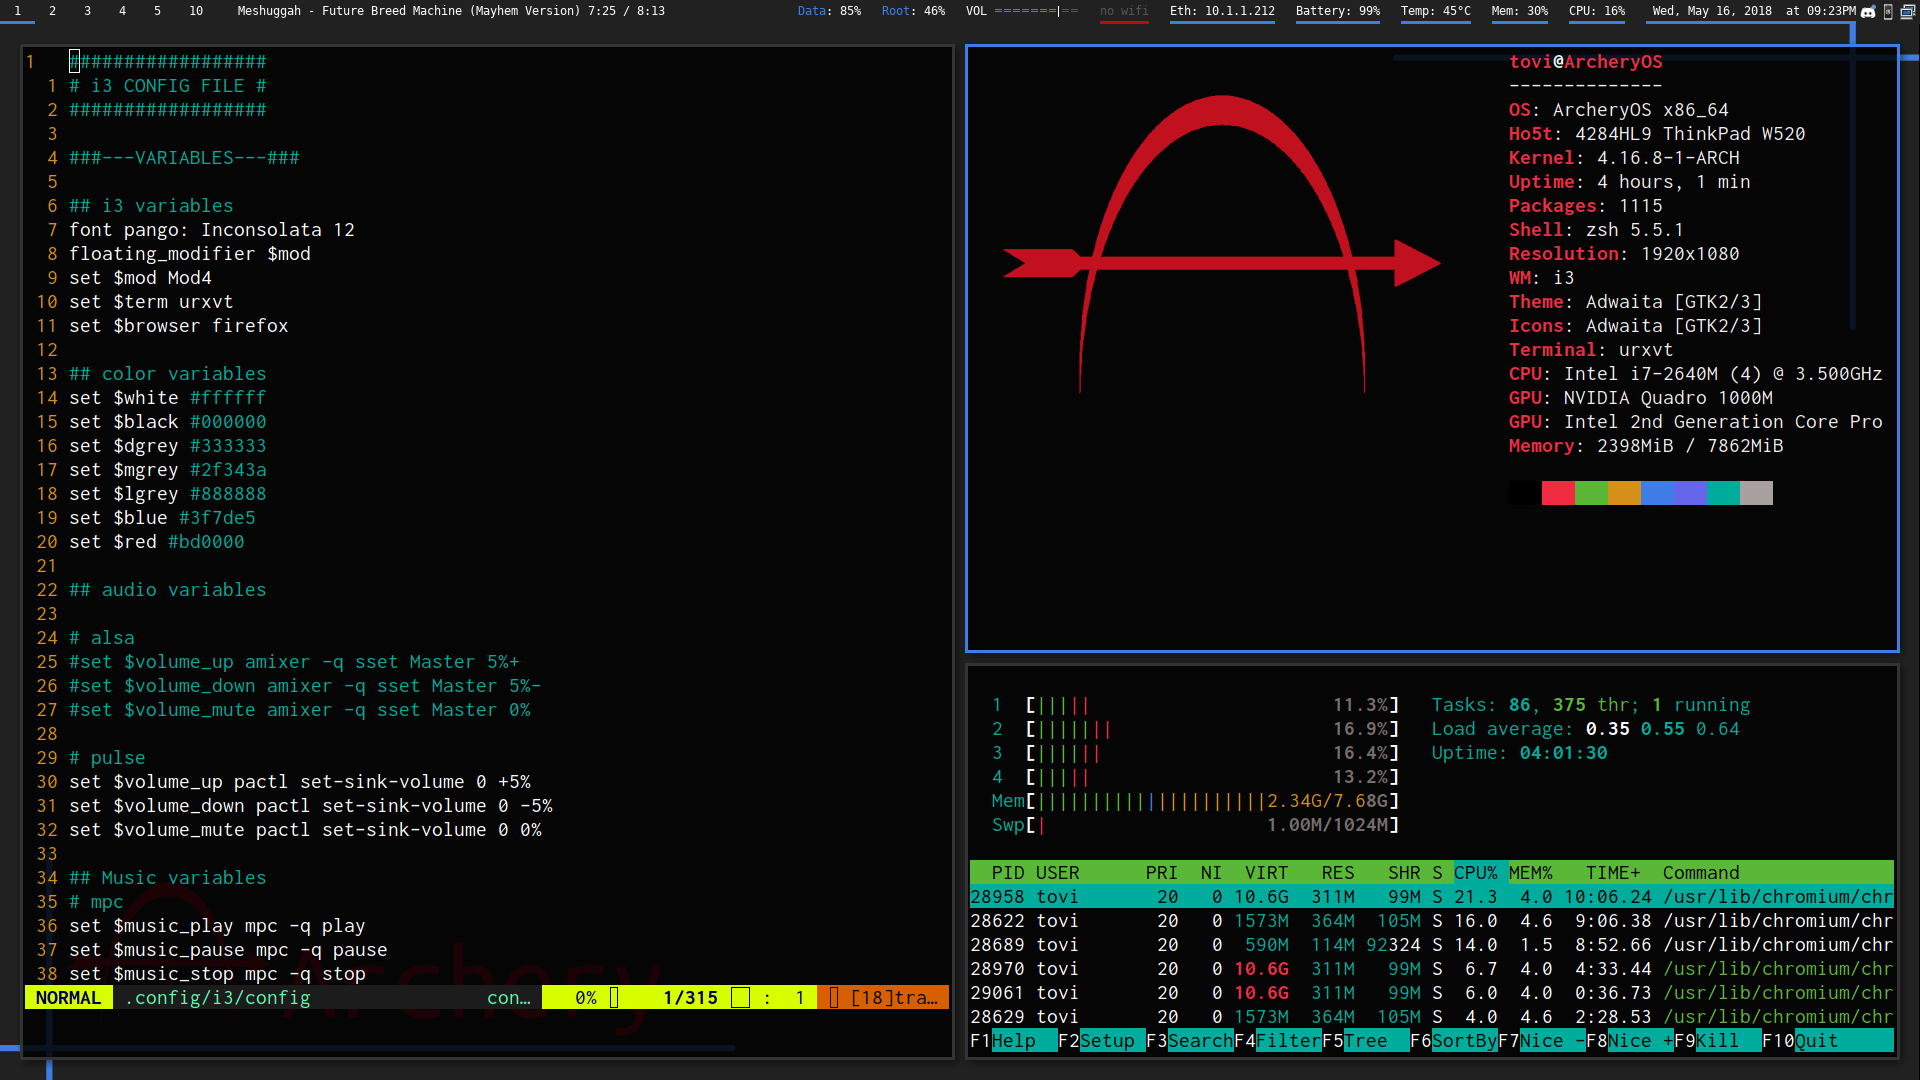 1 2 3 4 5 10 Meshuggah - Future Breed Machine (Mayhem Version) 7:25 / 8:13 Data: 85% Root: 46% VOL =======|== no wifi Eth: 10.1.1.212 Battery: 99% Temp: 45°C Mem: 30% CPU: 16% Wed, May 16, 2018 at 09:23PM
1 ##################
1 # i3 CONFIG FILE #
2 ##################
3
4 ###---VARIABLES---###
5
6 ## i3 variables
7 font pango: Inconsolata 12
8 floating_modifier $mod
9 set $mod Mod4
10 set $term urxvt
11 set $browser firefox
12
13 ## color variables
14 set $white #ffffff
15 set $black #000000
16 set $dgrey #333333
17 set $mgrey #2f343a
18 set $lgrey #888888
19 set $blue #3f7de5
20 set $red #bd0000
21
22 ## audio variables
23
24 # alsa
25 #set $volume_up amixer -q sset Master 5%+
26 #set $volume_down amixer -q sset Master 5%-
27 #set $volume_mute amixer -q sset Master 0%
28
29 # pulse
30 set $volume_up pactl set-sink-volume 0 +5%
31 set $volume_down pactl set-sink-volume 0 -5%
32 set $volume_mute pactl set-sink-volume 0 0%
33
34 ## Music variables
35 # mpc
36 set $music_play mpc -q play
37 set $music_pause mpc -q pause
38 set $music_stop mpc -q stop
NORMAL .config/i3/config con… 0% 1/315 : 1 [18]tra…
Archery
tovi@ArcheryOS
--------------
OS: ArcheryOS x86_64
Ho5t: 4284HL9 ThinkPad W520
Kernel: 4.16.8-1-ARCH
Uptime: 4 hours, 1 min
Packages: 1115
Shell: zsh 5.5.1
Resolution: 1920x1080
WM: i3
Theme: Adwaita [GTK2/3]
Icons: Adwaita [GTK2/3]
Terminal: urxvt
CPU: Intel i7-2640M (4) @ 3.500GHz
GPU: NVIDIA Quadro 1000M
GPU: Intel 2nd Generation Core Pro
Memory: 2398MiB / 7862MiB
1 [||||| 11.3%] Tasks: 86, 375 thr; 1 running
2 [||||||| 16.9%] Load average: 0.35 0.55 0.64
3 [|||||| 16.4%] Uptime: 04:01:30
4 [||||| 13.2%]
Mem[|||||||||||||||||||||2.34G/7.68G]
Swp[| 1.00M/1024M]
PID USER PRI NI VIRT RES SHR S CPU% MEM% TIME+ Command
28958 tovi 20 0 10.6G 311M 99M S 21.3 4.0 10:06.24 /usr/lib/chromium/chr
28622 tovi 20 0 1573M 364M 105M S 16.0 4.6 9:06.38 /usr/lib/chromium/chr
28689 tovi 20 0 590M 114M 92324 S 14.0 1.5 8:52.66 /usr/lib/chromium/chr
28970 tovi 20 0 10.6G 311M 99M S 6.7 4.0 4:33.44 /usr/lib/chromium/chr
29061 tovi 20 0 10.6G 311M 99M S 6.0 4.0 0:36.73 /usr/lib/chromium/chr
28629 tovi 20 0 1573M 364M 105M S 4.0 4.6 2:28.53 /usr/lib/chromium/chr
F1Help F2Setup F3SearchF4FilterF5Tree F6SortByF7Nice -F8Nice +F9Kill F10Quit